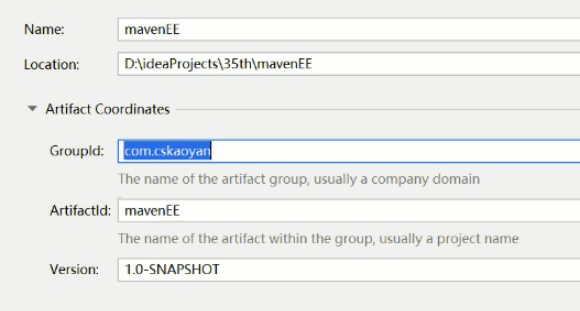 Name: mavenEE
Location: D:\ideaProjects\35th\mavenEE
Artifact Coordinates
GroupId: com.cskaoyan
The name of the artifact group, usually a company domain
ArtifactId: mavenEE
The name of the artifact within the group, usually a project name
Version: 1.0-SNAPSHOT